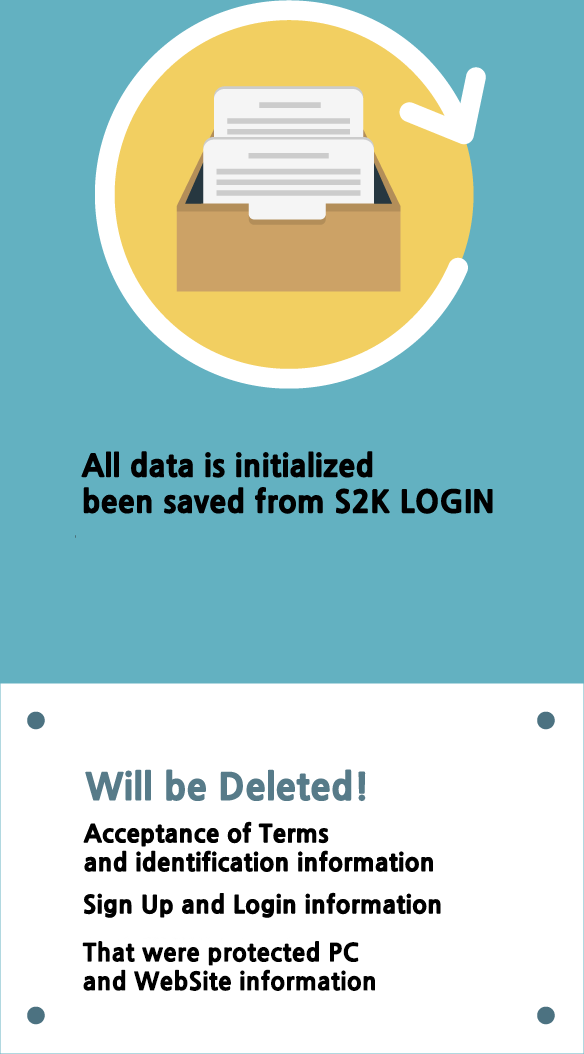 All data is initialized
been saved from S2K LOGIN
Will be Deleted!
Acceptance of Terms
and identification information
Sign Up and Login information
That were protected PC
and WebSite information